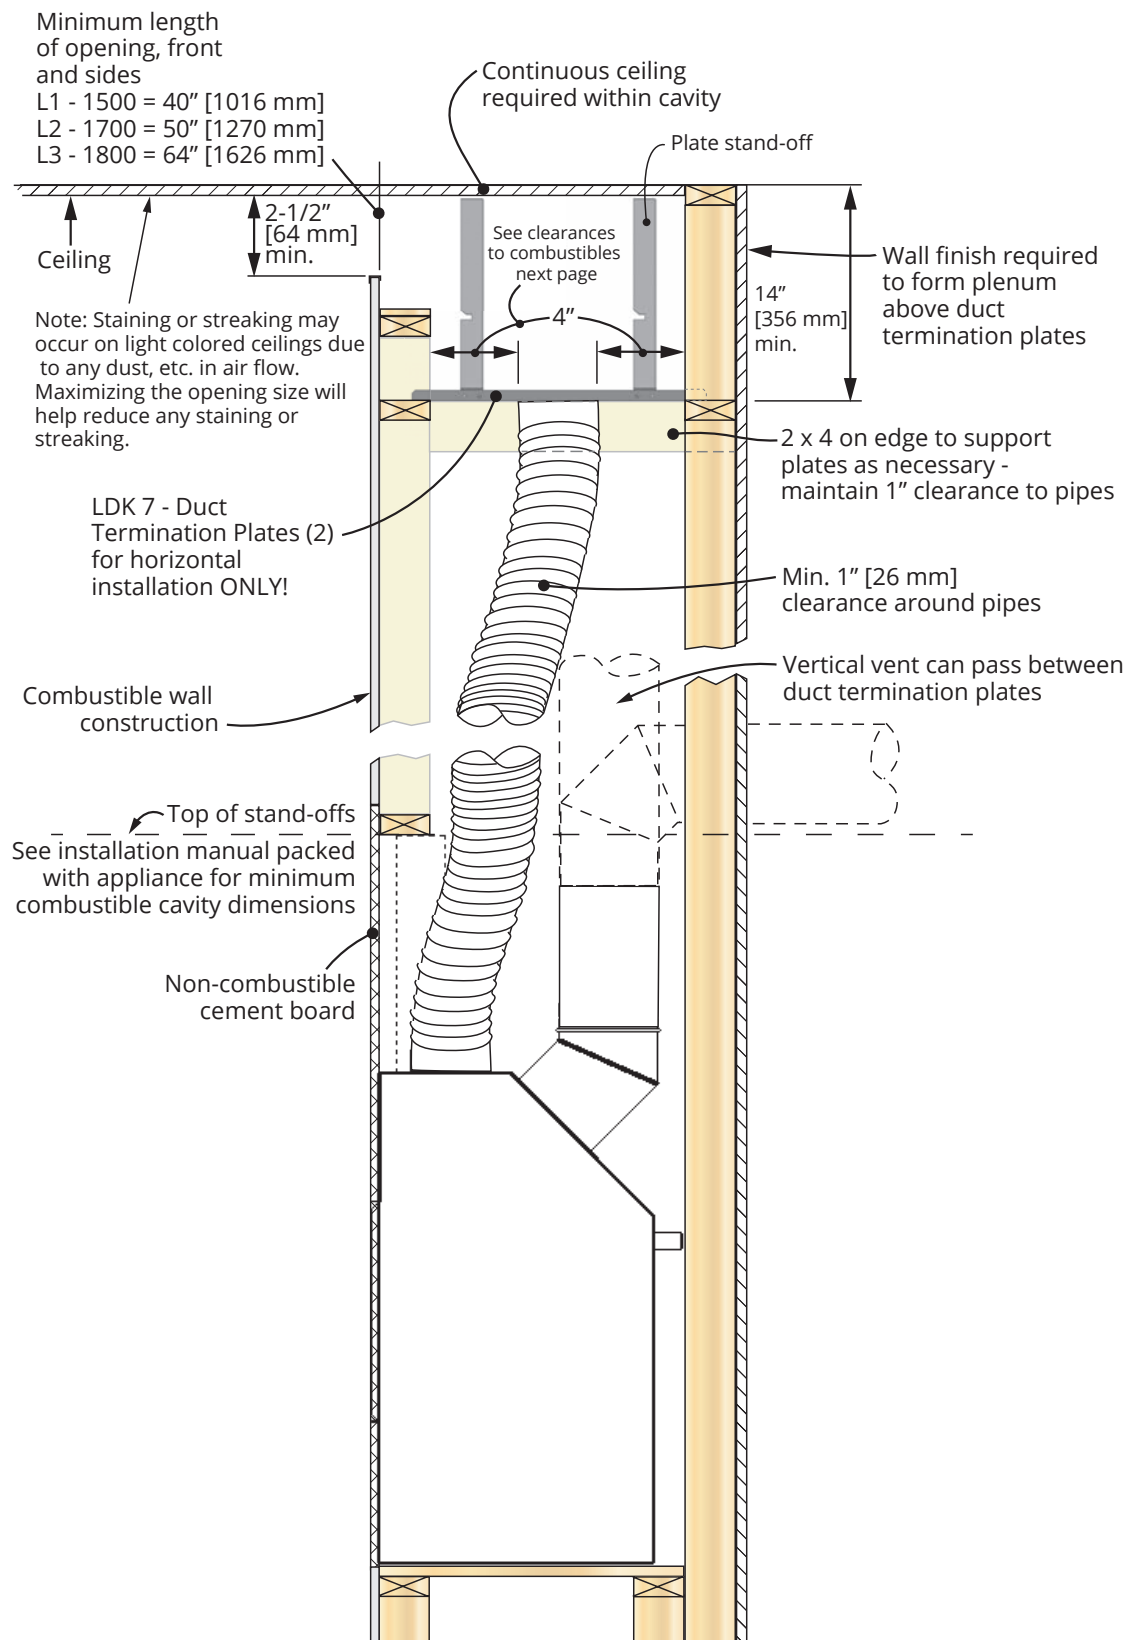 Minimum length
of opening, front
and sides
L1 - 1500 = 40” [1016 mm]
L2 - 1700 = 50” [1270 mm]
L3 - 1800 = 64” [1626 mm]
Continuous ceiling
required within cavity
Plate stand-off
2-1/2”
[64 mm]
min.
See clearances
to combustibles
next page
4”
Ceiling
Wall finish required
to form plenum
above duct
termination plates
14”
[356 mm]
min.
Note: Staining or streaking may
occur on light colored ceilings due
to any dust, etc. in air flow.
Maximizing the opening size will
help reduce any staining or
streaking.
2 x 4 on edge to support
plates as necessary -
maintain 1” clearance to pipes
LDK 7 - Duct
Termination Plates (2)
for horizontal
installation ONLY!
Min. 1” [26 mm]
clearance around pipes
Vertical vent can pass between
duct termination plates
Combustible wall
construction
Top of stand-offs
See installation manual packed
with appliance for minimum
combustible cavity dimensions
Non-combustible
cement board